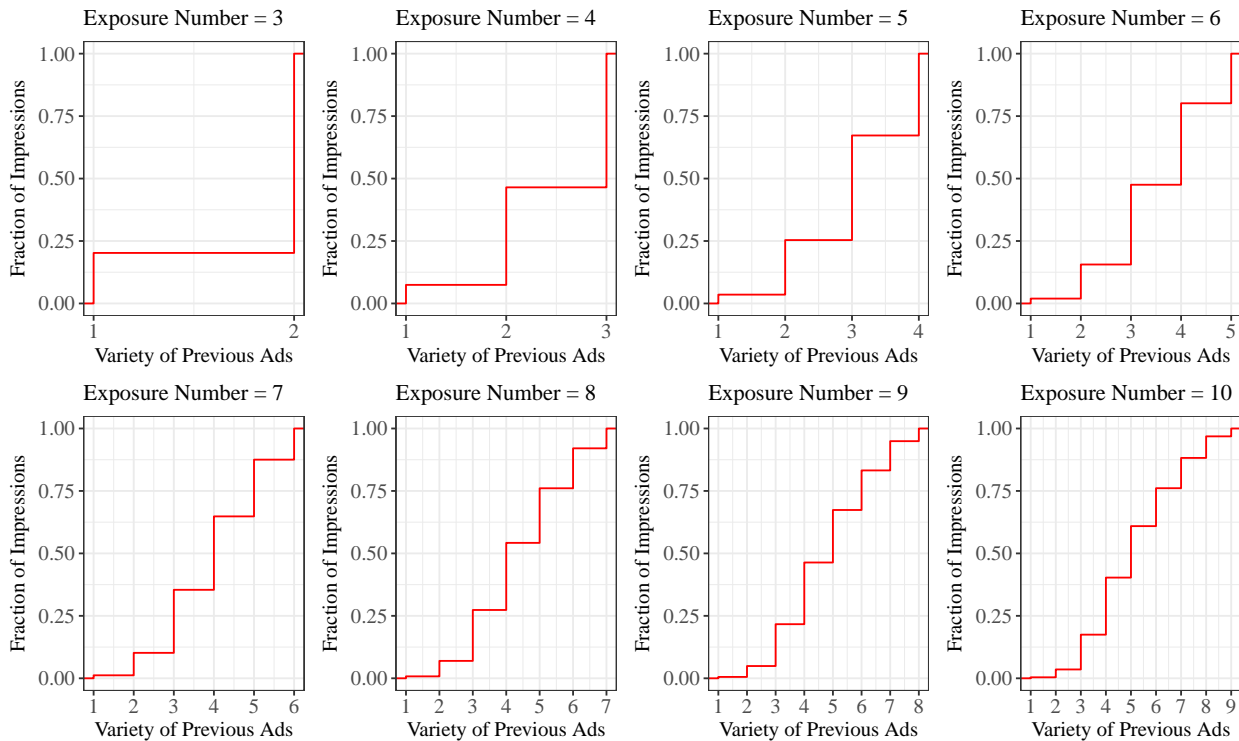 Exposure Number = 3
Exposure Number = 4
Exposure Number = 5
Exposure Number = 6
Fraction of Impressions
1.00
0.75
0.50
0.25
0.00
1 2
Variety of Previous Ads
Fraction of Impressions
1.00
0.75
0.50
0.25
0.00
1 2 3
Variety of Previous Ads
Fraction of Impressions
1.00
0.75
0.50
0.25
0.00
1 2 3 4
Variety of Previous Ads
Fraction of Impressions
1.00
0.75
0.50
0.25
0.00
1 2 3 4 5
Variety of Previous Ads
Exposure Number = 7
Exposure Number = 8
Exposure Number = 9
Exposure Number = 10
Fraction of Impressions
1.00
0.75
0.50
0.25
0.00
1 2 3 4 5 6
Variety of Previous Ads
Fraction of Impressions
1.00
0.75
0.50
0.25
0.00
1 2 3 4 5 6 7
Variety of Previous Ads
Fraction of Impressions
1.00
0.75
0.50
0.25
0.00
1 2 3 4 5 6 7 8
Variety of Previous Ads
Fraction of Impressions
1.00
0.75
0.50
0.25
0.00
1 2 3 4 5 6 7 8 9
Variety of Previous Ads